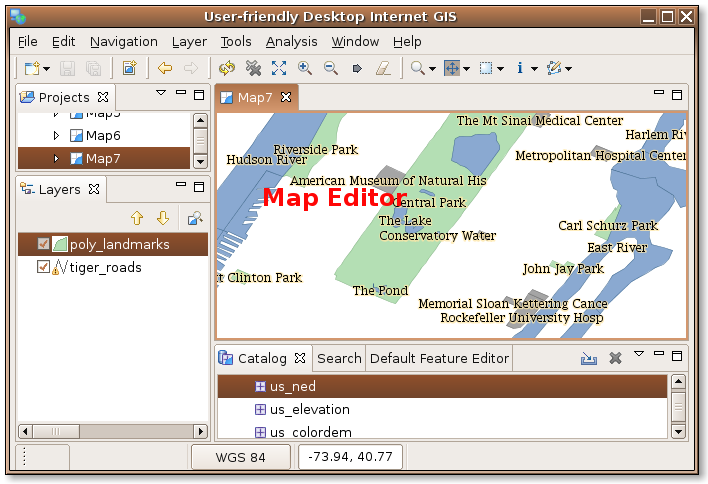 User-friendly Desktop Internet GIS
File Edit Navigation Layer Tools Analysis Window Help
Projects
Map5
Map6
Map7
Layers
poly_landmarks
tiger_roads
Map7
The Mt Sinai Medical Center
Harlem Riv
Riverside Park
Hudson River
Metropolitan Hospital Center
American Museum of Natural His
Map Editor
Central Park
The Lake
Conservatory Water
Carl Schurz Park
East River
John Jay Park
tt Clinton Park
The Pond
Memorial Sloan Kettering Cance
Rockefeller University Hosp
Catalog Search Default Feature Editor
us_ned
us_elevation
us_colordem
WGS 84
-73.94, 40.77